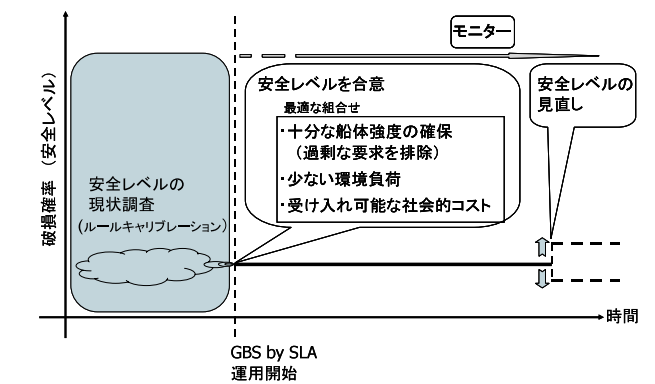 モニター
安全レベルを合意
最適な組合せ
・十分な船体強度の確保
（過剰な要求を排除）
・少ない環境負荷
・受け入れ可能な社会的コスト
安全レベルの
見直し
破損確率（安全レベル）
安全レベルの
現状調査
(ルールキャリブレーション)
時間
GBS by SLA
運用開始